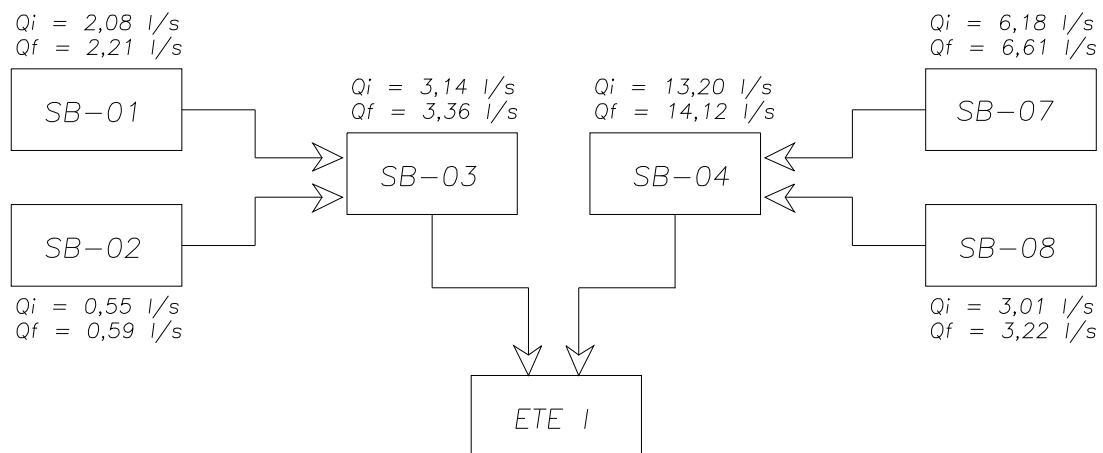 Qi = 2,08 l/s
Qf = 2,21 l/s
SB-01
Qi = 3,14 l/s
Qf = 3,36 l/s
SB-03
SB-02
Qi = 0,55 l/s
Qf = 0,59 l/s
Qi = 13,20 l/s
Qf = 14,12 l/s
SB-04
Qi = 6,18 l/s
Qf = 6,61 l/s
SB-07
SB-08
Qi = 3,01 l/s
Qf = 3,22 l/s
ETE I